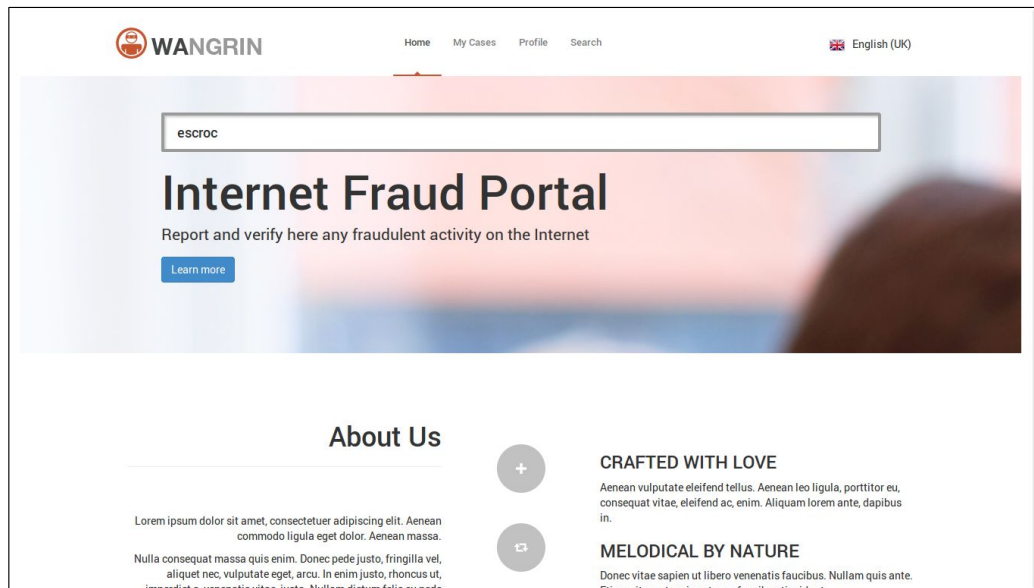 WANGRIN
Home My Cases Profile Search
English (UK)
escroc
Internet Fraud Portal
Report and verify here any fraudulent activity on the Internet
Learn more
About Us
Lorem ipsum dolor sit amet, consectetuer adipiscing elit. Aenean
commodo ligula eget dolor. Aenean massa.
Nulla consequat massa quis enim. Donec pede justo, fringilla vel,
aliquet nec, vulputate eget, arcu. In enim justo, rhoncus ut,
CRAFTED WITH LOVE
Aenean vulputate eleifend tellus. Aenean leo ligula, porttitor eu,
consequat vitae, eleifend ac, enim. Aliquam lorem ante, dapibus
in.
MELODICAL BY NATURE
Donec vitae sapien ut libero venenatis faucibus. Nullam quis ante.